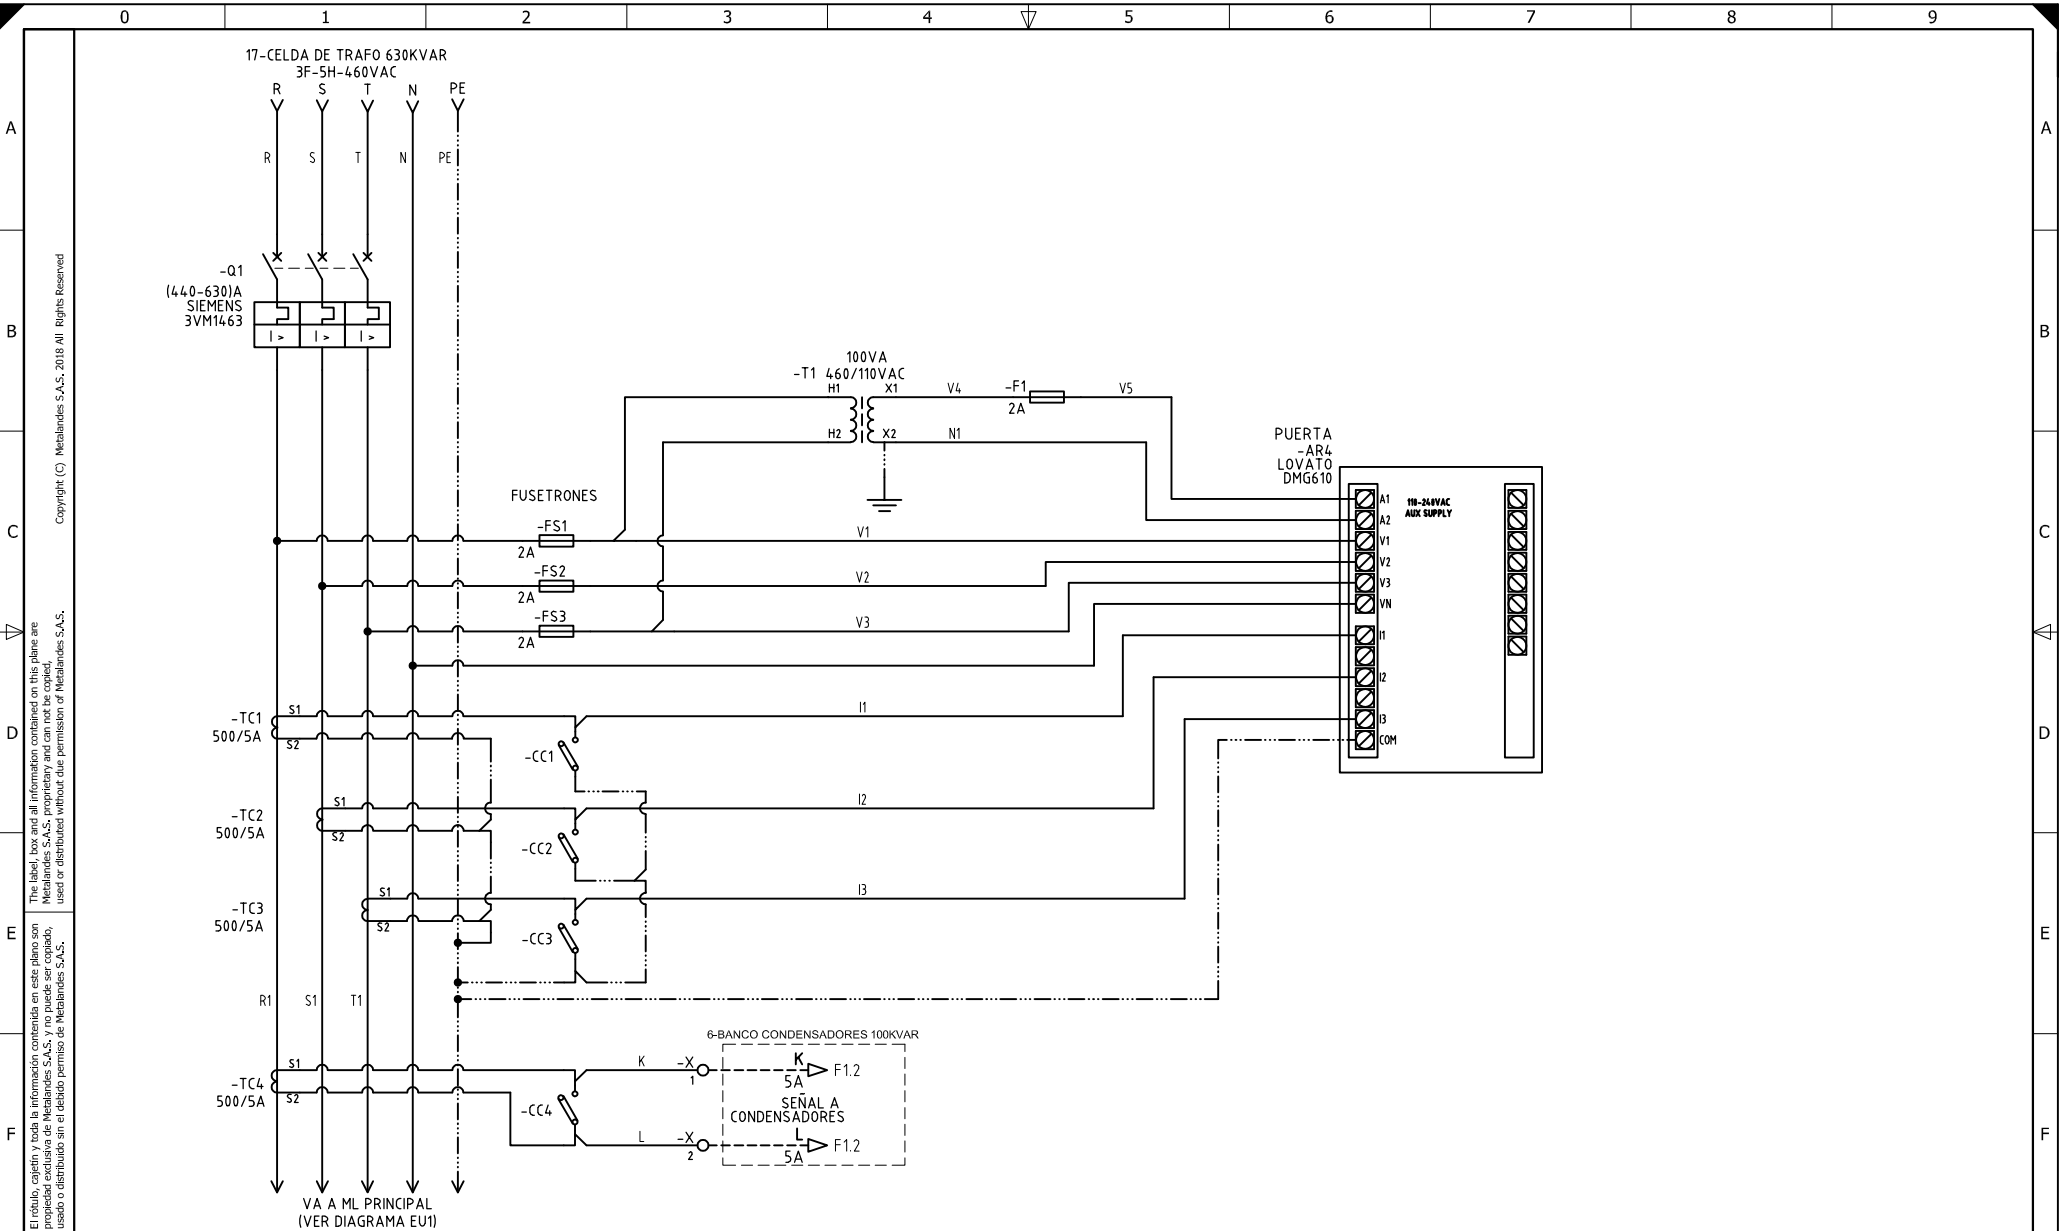 0 1 2 3 4 5 6 7 8 9
17-CELDA DE TRAFO 630KVAR
3F-5H-460VAC
R S T N PE
A A
R S T N PE
-Q1
(440-630)A
SIEMENS
3VM1463
I > I > I >
B B
100VA
-T1 460/110VAC
H1 X1 V4 -F1 V5
2A
H2 X2 N1
PUERTA
-AR4
LOVATO
DMG610
110-240VAC
AUX SUPPLY
A1
A2
V1
V2
V3
VN
I1
I2
I3
COM
FUSETRONES
C C
-FS1 V1
2A
-FS2 V2
2A
-FS3 V3
2A
-TC1 S1 I1
500/5A S2
-CC1
D D
-TC2 S1 I2
500/5A S2
-CC2
-TC3 S1 I3
500/5A S2
-CC3
E E
R1 S1 T1
6-BANCO CONDENSADORES 100KVAR
-TC4 S1 K -X 1 K F1.2
500/5A S2 5A
-CC4
SEÑAL A
CONDENSADORES
L -X 2 L F1.2
5A
F F
VA A ML PRINCIPAL
(VER DIAGRAMA EU1)
Copyright (C) Metalandes S.A.S. 2018 All Rights Reserved
The label, box and all information contained on this plane are
Metalandes S.A.S. proprietary and can not be copied,
used or distributed without due permission of Metalandes S.A.S.
El rótulo, cajetín y toda la información contenida en este plano son
propiedad exclusiva de Metalandes S.A.S. y no puede ser copiado,
usado o distribuido sin el debido permiso de Metalandes S.A.S.